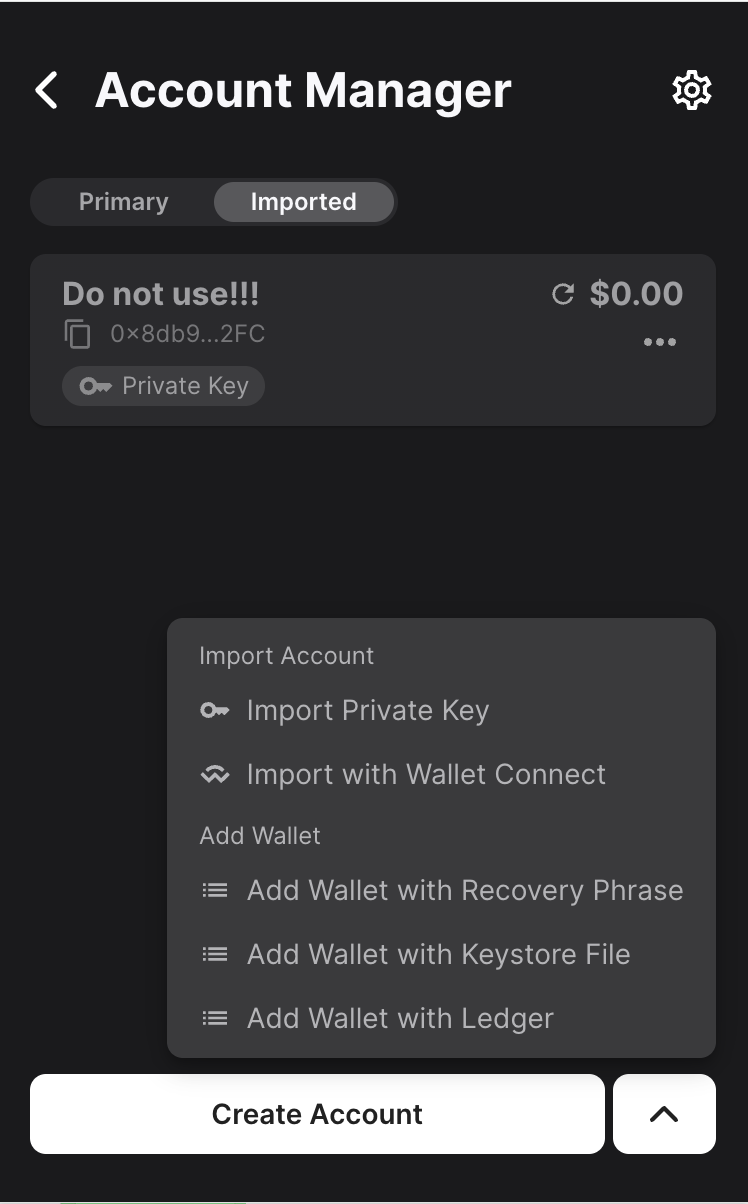 Account Manager
Primary
Imported
Do not use!!!
$0.00
0×8db9...2FC
Private Key
Import Account
Import Private Key
Import with Wallet Connect
Add Wallet
Add Wallet with Recovery Phrase
Add Wallet with Keystore File
Add Wallet with Ledger
Create Account